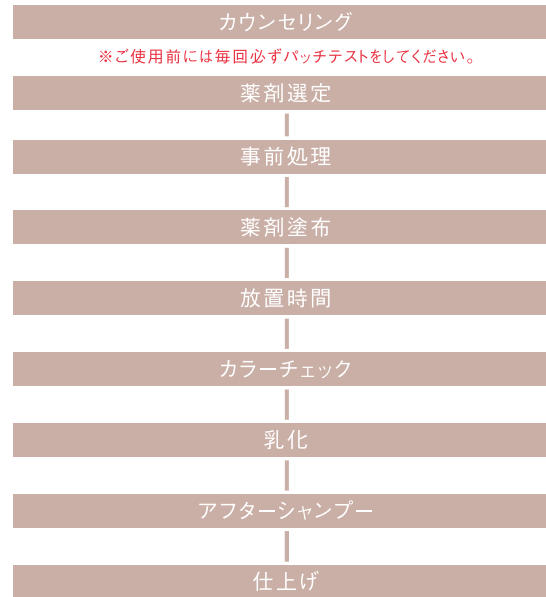 カウンセリング
※ご使用前には毎回必ずパッチテストをしてください。
薬剤選定
事前処理
薬剤塗布
放置時間
カラーチェック
乳化
アフターシャンプー
仕上げ